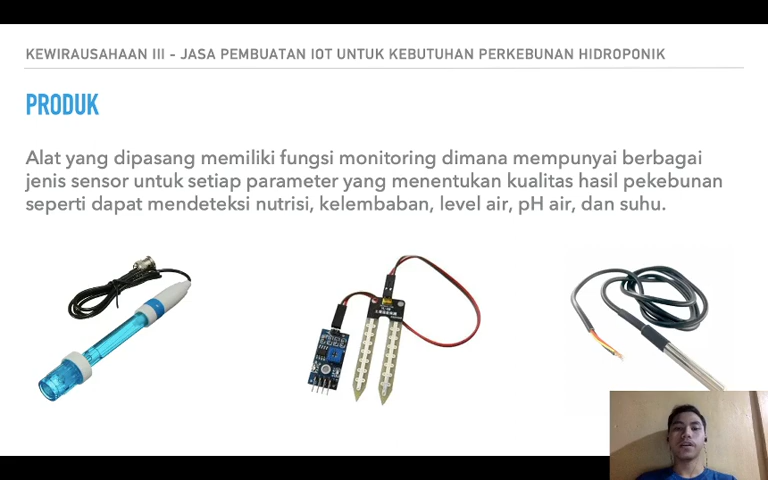 KEWIRAUSAHAAN III - JASA PEMBUATAN IOT UNTUK KEBUTUHAN PERKEBUNAN HIDROPONIK
PRODUK
Alat yang dipasang memiliki fungsi monitoring dimana mempunyai berbagai
jenis sensor untuk setiap parameter yang menentukan kualitas hasil pekebunan
seperti dapat mendeteksi nutrisi, kelembaban, level air, pH air, dan suhu.